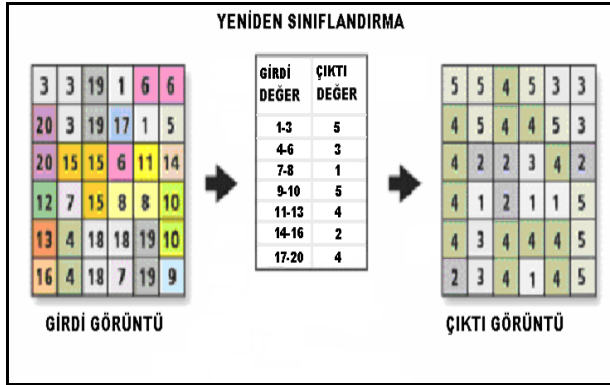 YENİDEN SINIFLANDIRMA
3 3 19 1 6 6
20 3 19 17 1 5
20 15 15 6 11 14
12 7 15 8 8 10
13 4 18 18 19 10
16 4 18 7 19 9
GİRDİ GÖRÜNTÜ
GİRDİ ÇIKTI
DEĞER DEĞER
1-3 5
4-6 3
7-8 1
9-10 5
11-13 4
14-16 2
17-20 4
5 5 4 5 3 3
4 5 4 4 5 3
4 2 2 3 4 2
4 1 2 1 1 5
4 3 4 4 4 5
2 3 4 1 4 5
ÇIKTI GÖRÜNTÜ